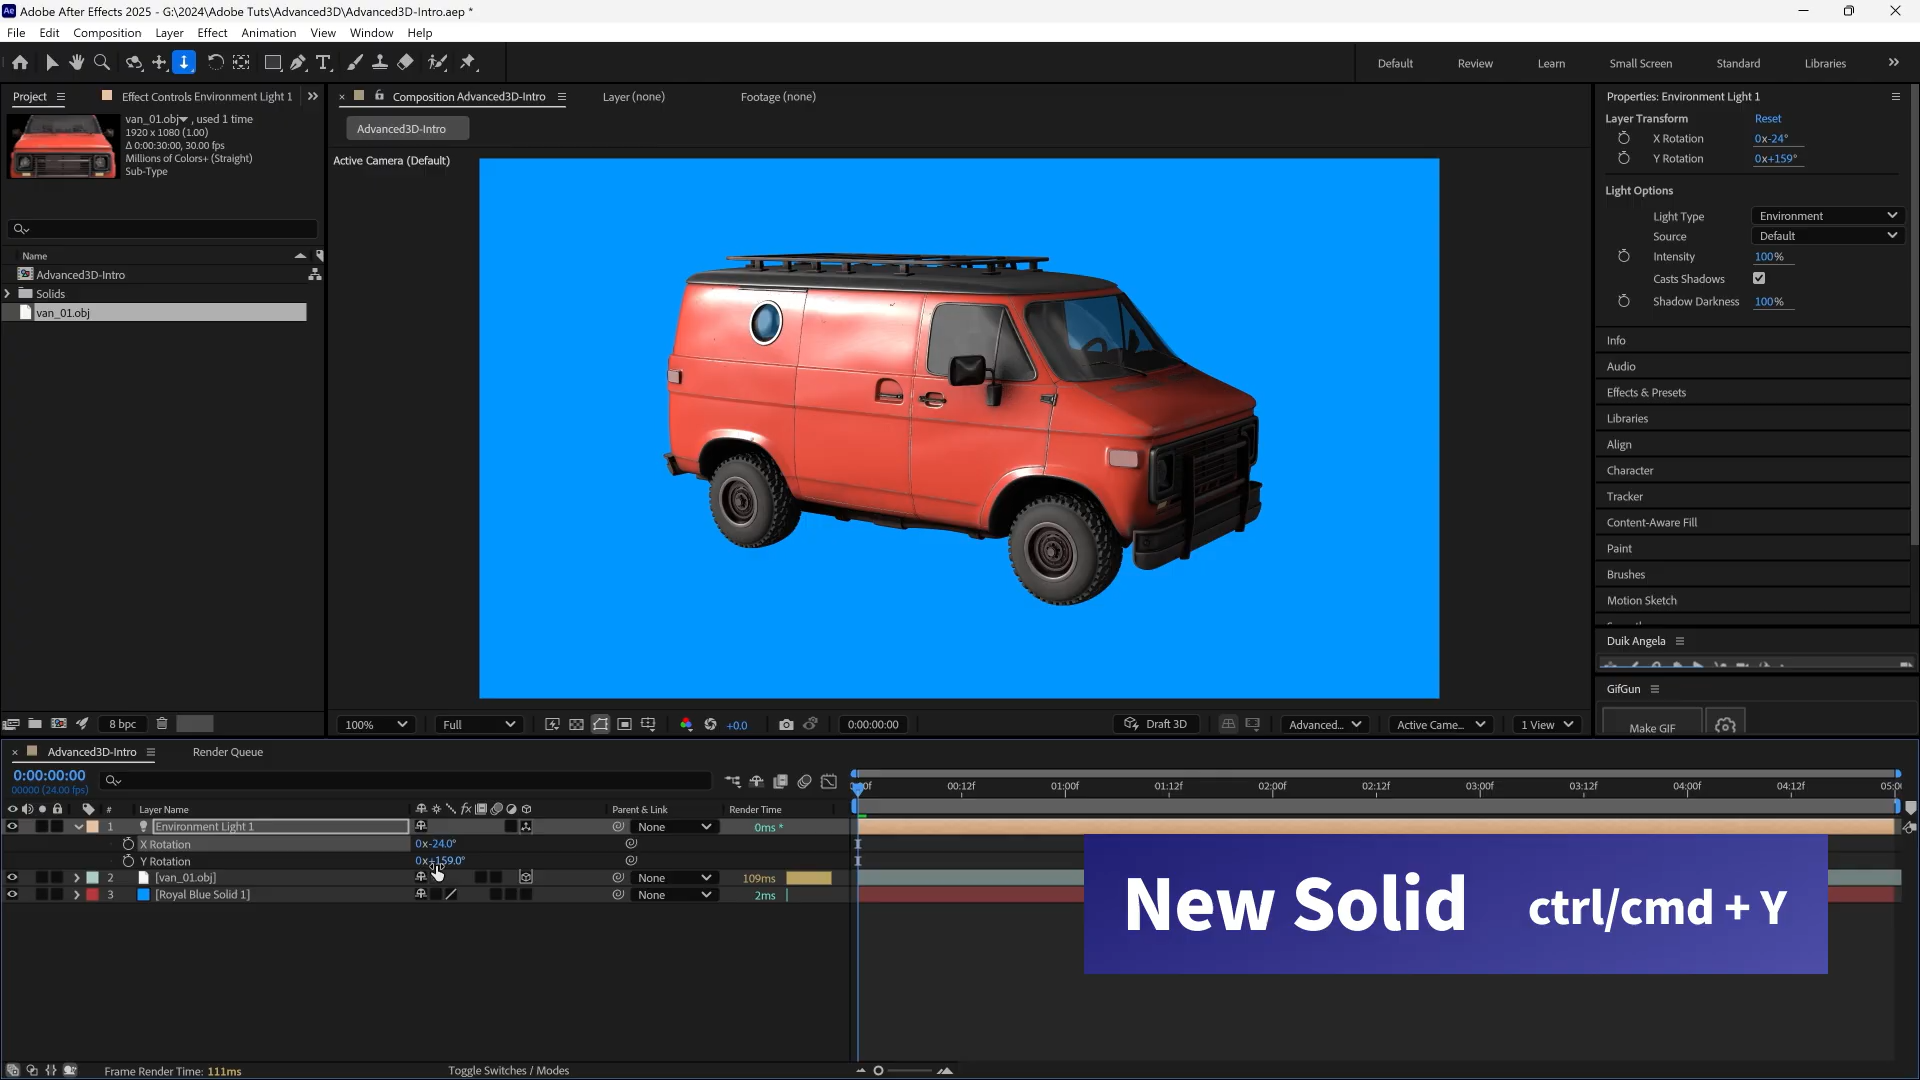 Adobe After Effects 2025 - G:\2024\Adobe Tuts\Advanced3D\Advanced3D-Intro.aep *
File Edit Composition Layer Effect Animation View Window Help
Default Review Learn Small Screen Standard Libraries
Project
Effect Controls Environment Light 1
van_01.obj , used 1 time
1920 x 1080 (1.00)
Δ 0:00:30:00, 30.00 fps
Millions of Colors+ (Straight)
Sub-Type
Name
Advanced3D-Intro
Solids
van_01.obj
8 bpc
Composition Advanced3D-Intro
Layer (none)
Footage (none)
Advanced3D-Intro
Active Camera (Default)
100%
Full
+0.0
0:00:00:00
Draft 3D
Advanced...
Active Came...
1 View
Properties: Environment Light 1
Layer Transform Reset
X Rotation 0x-24°
Y Rotation 0x+159°
Light Options
Light Type Environment
Source Default
Intensity 100%
Casts Shadows
Shadow Darkness 100%
Info
Audio
Effects & Presets
Libraries
Align
Character
Tracker
Content-Aware Fill
Paint
Brushes
Motion Sketch
Duik Angela
GifGun
Make GIF
Advanced3D-Intro
Render Queue
0:00:00:00
00000 (24.00 fps)
# Layer Name Parent & Link Render Time
00:12f 01:00f 01:12f 02:00f 02:12f 03:00f 03:12f 04:00f 04:12f
1 Environment Light 1 None 0ms *
X Rotation 0x-24.0°
Y Rotation 0x+159.0°
2 [van_01.obj] None 109ms
3 [Royal Blue Solid 1] None 2ms
New Solid ctrl/cmd + Y
Frame Render Time: 111ms
Toggle Switches / Modes